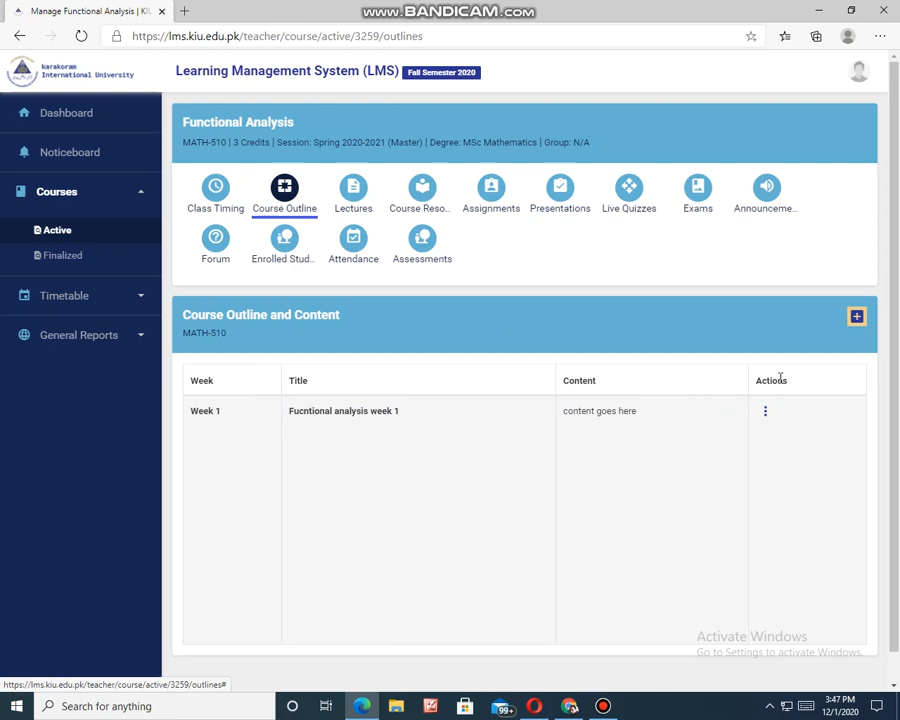 www.BANDICAM.com
Manage Functional Analysis | KIU
https://lms.kiu.edu.pk/teacher/course/active/3259/outlines
karakoram
International University
Learning Management System (LMS) Fall Semester 2020
Dashboard
Noticeboard
Courses
Active
Finalized
Timetable
General Reports
Functional Analysis
MATH-510 | 3 Credits | Session: Spring 2020-2021 (Master) | Degree: MSc Mathematics | Group: N/A
Class Timing Course Outline Lectures Course Reso... Assignments Presentations Live Quizzes Exams Announceme...
Forum Enrolled Stud... Attendance Assessments
Course Outline and Content
MATH-510
Week Title Content Actions
Week 1 Fucntional analysis week 1 content goes here
Activate Windows
Go to Settings to activate Windows.
https://lms.kiu.edu.pk/teacher/course/active/3259/outlines#
Search for anything
99+
3:47 PM
12/1/2020